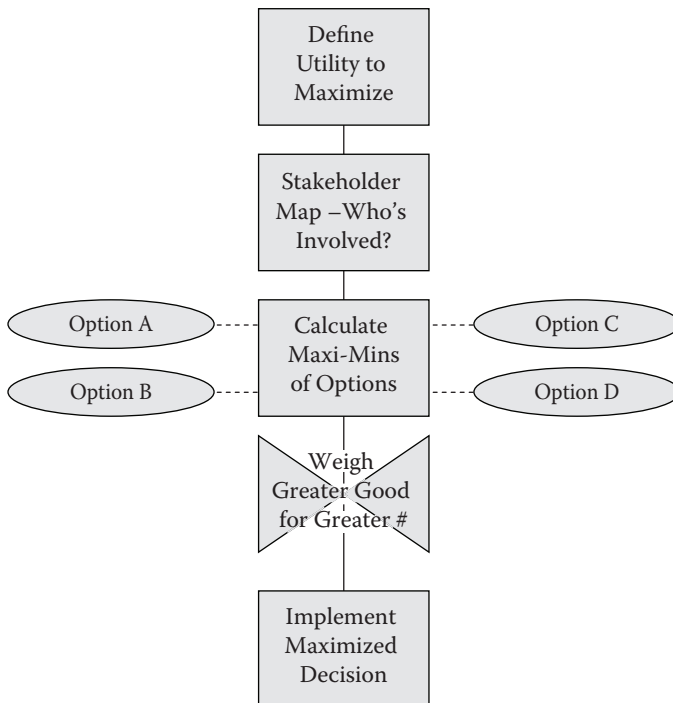 Define
Utility to
Maximize
Stakeholder
Map –Who's
Involved?
Option A
Option B
Calculate
Maxi-Mins
of Options
Option C
Option D
Weigh
Greater Good
for Greater #
Implement
Maximized
Decision